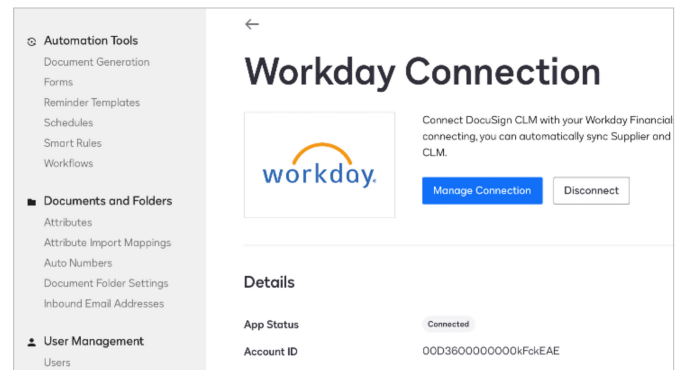 Automation Tools
Document Generation
Forms
Reminder Templates
Schedules
Smart Rules
Workflows
Documents and Folders
Attributes
Attribute Import Mappings
Auto Numbers
Document Folder Settings
Inbound Email Addresses
User Management
Users
Workday Connection
workday.
Connect DocuSign CLM with your Workday Financial
connecting, you can automatically sync Supplier and
CLM.
Manage Connection
Disconnect
Details
App Status
Connected
Account ID
00D3600000000kFckEAE